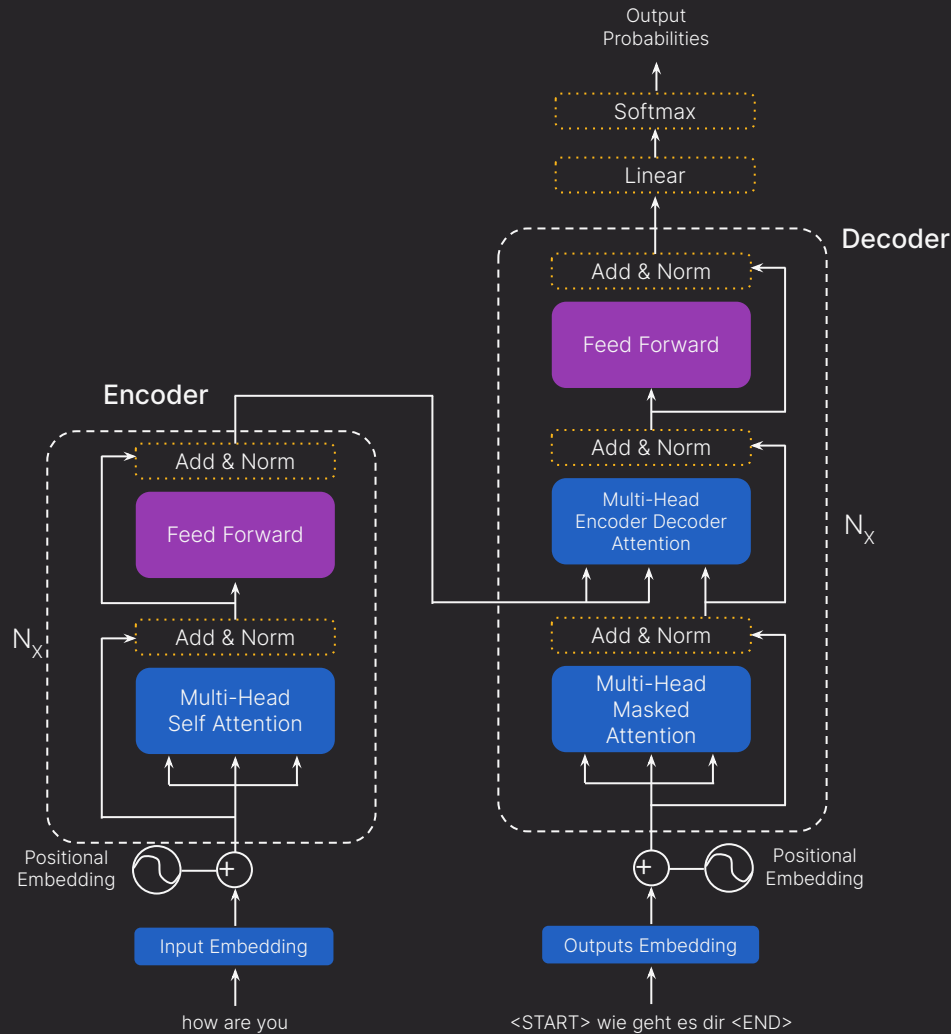 Output
Probabilities
Softmax
Linear
Decoder
Add & Norm
Feed Forward
Add & Norm
Multi-Head
Encoder Decoder
Attention
Nx
Add & Norm
Multi-Head
Masked
Attention
Positional
Embedding
Outputs Embedding
<START> wie geht es dir <END>
Encoder
Add & Norm
Feed Forward
Nx
Add & Norm
Multi-Head
Self Attention
Positional
Embedding
Input Embedding
how are you